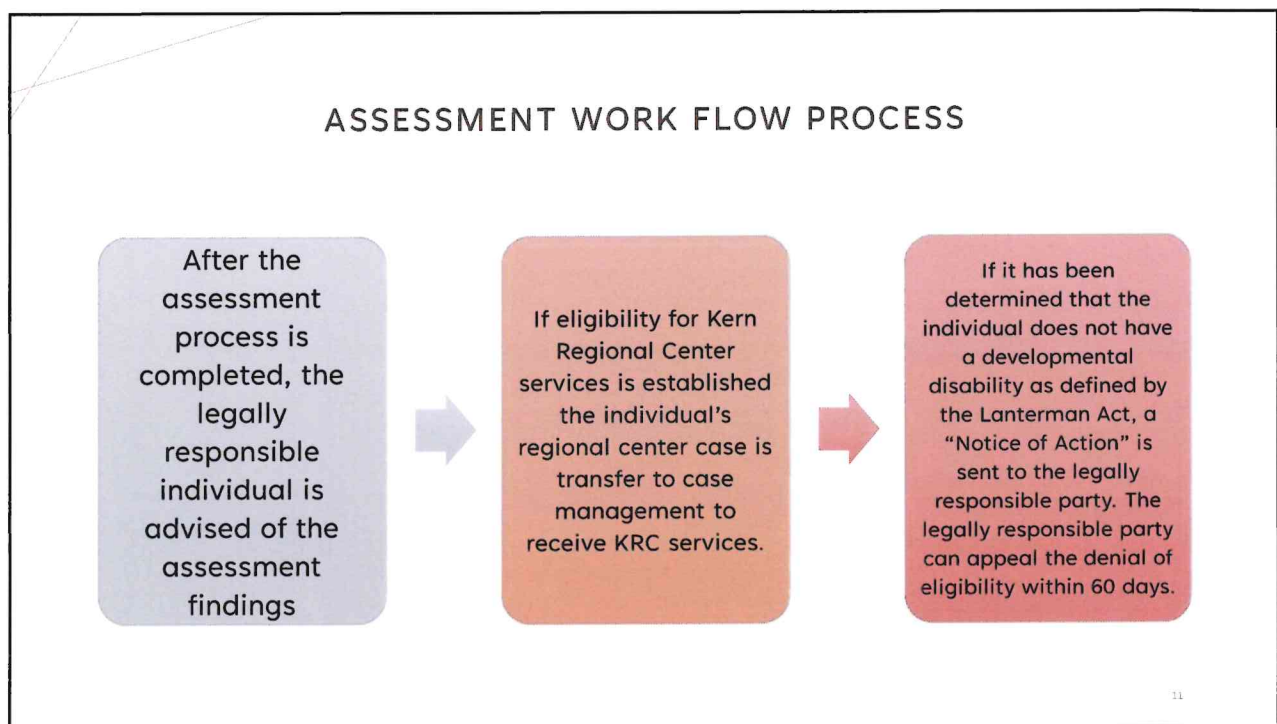 ASSESSMENT WORK FLOW PROCESS
After the
assessment
process is
completed, the
legally
responsible
individual is
advised of the
assessment
findings
If eligibility for Kern
Regional Center
services is established
the individual's
regional center case is
transfer to case
management to
receive KRC services.
If it has been
determined that the
individual does not have
a developmental
disability as defined by
the Lanterman Act, a
“Notice of Action” is
sent to the legally
responsible party. The
legally responsible party
can appeal the denial of
eligibility within 60 days.
11